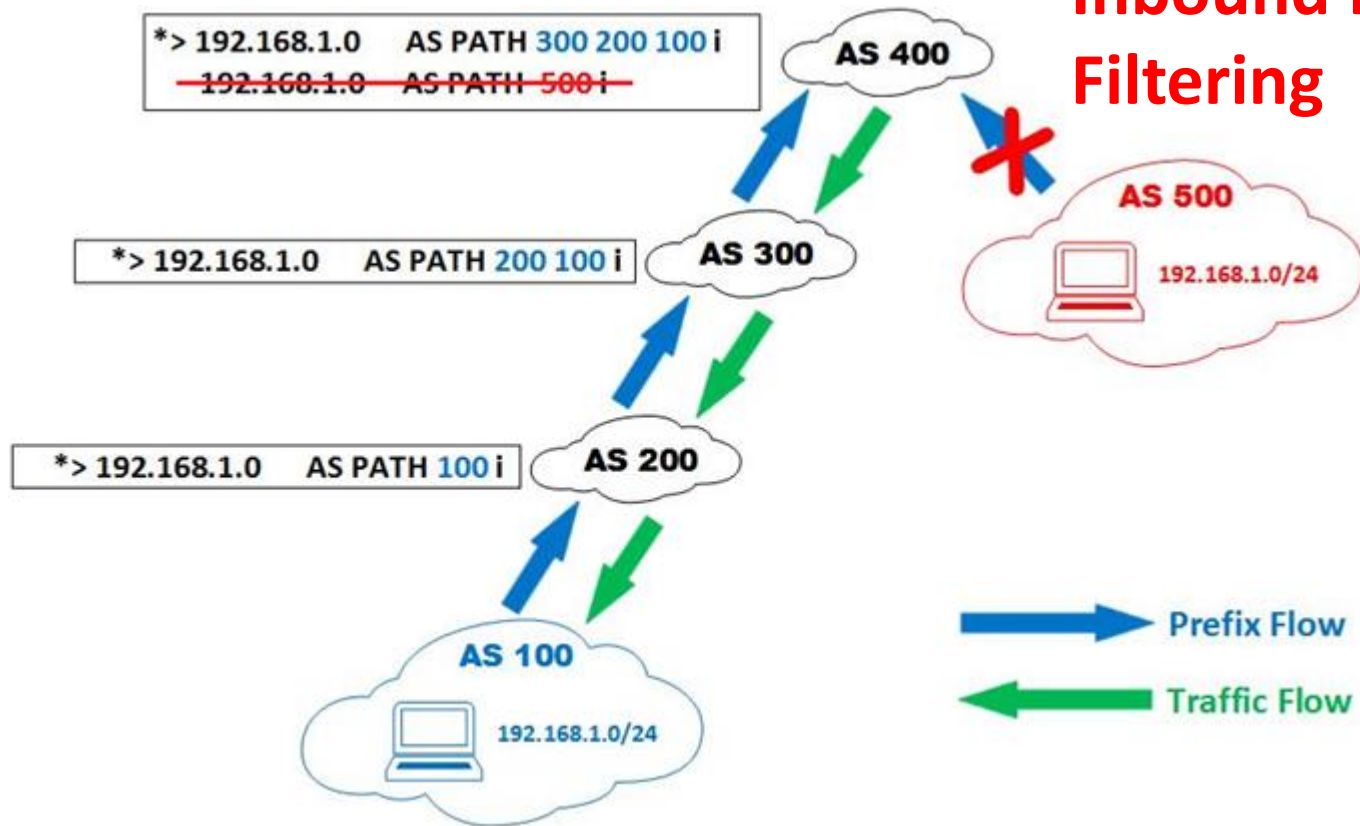 Inbound
Filtering
*> 192.168.1.0 AS PATH 300 200 100 i
192.168.1.0 AS PATH 500 i
AS 400
AS 500
192.168.1.0/24
*> 192.168.1.0 AS PATH 200 100 i
AS 300
*> 192.168.1.0 AS PATH 100 i
AS 200
AS 100
192.168.1.0/24
Prefix Flow
Traffic Flow